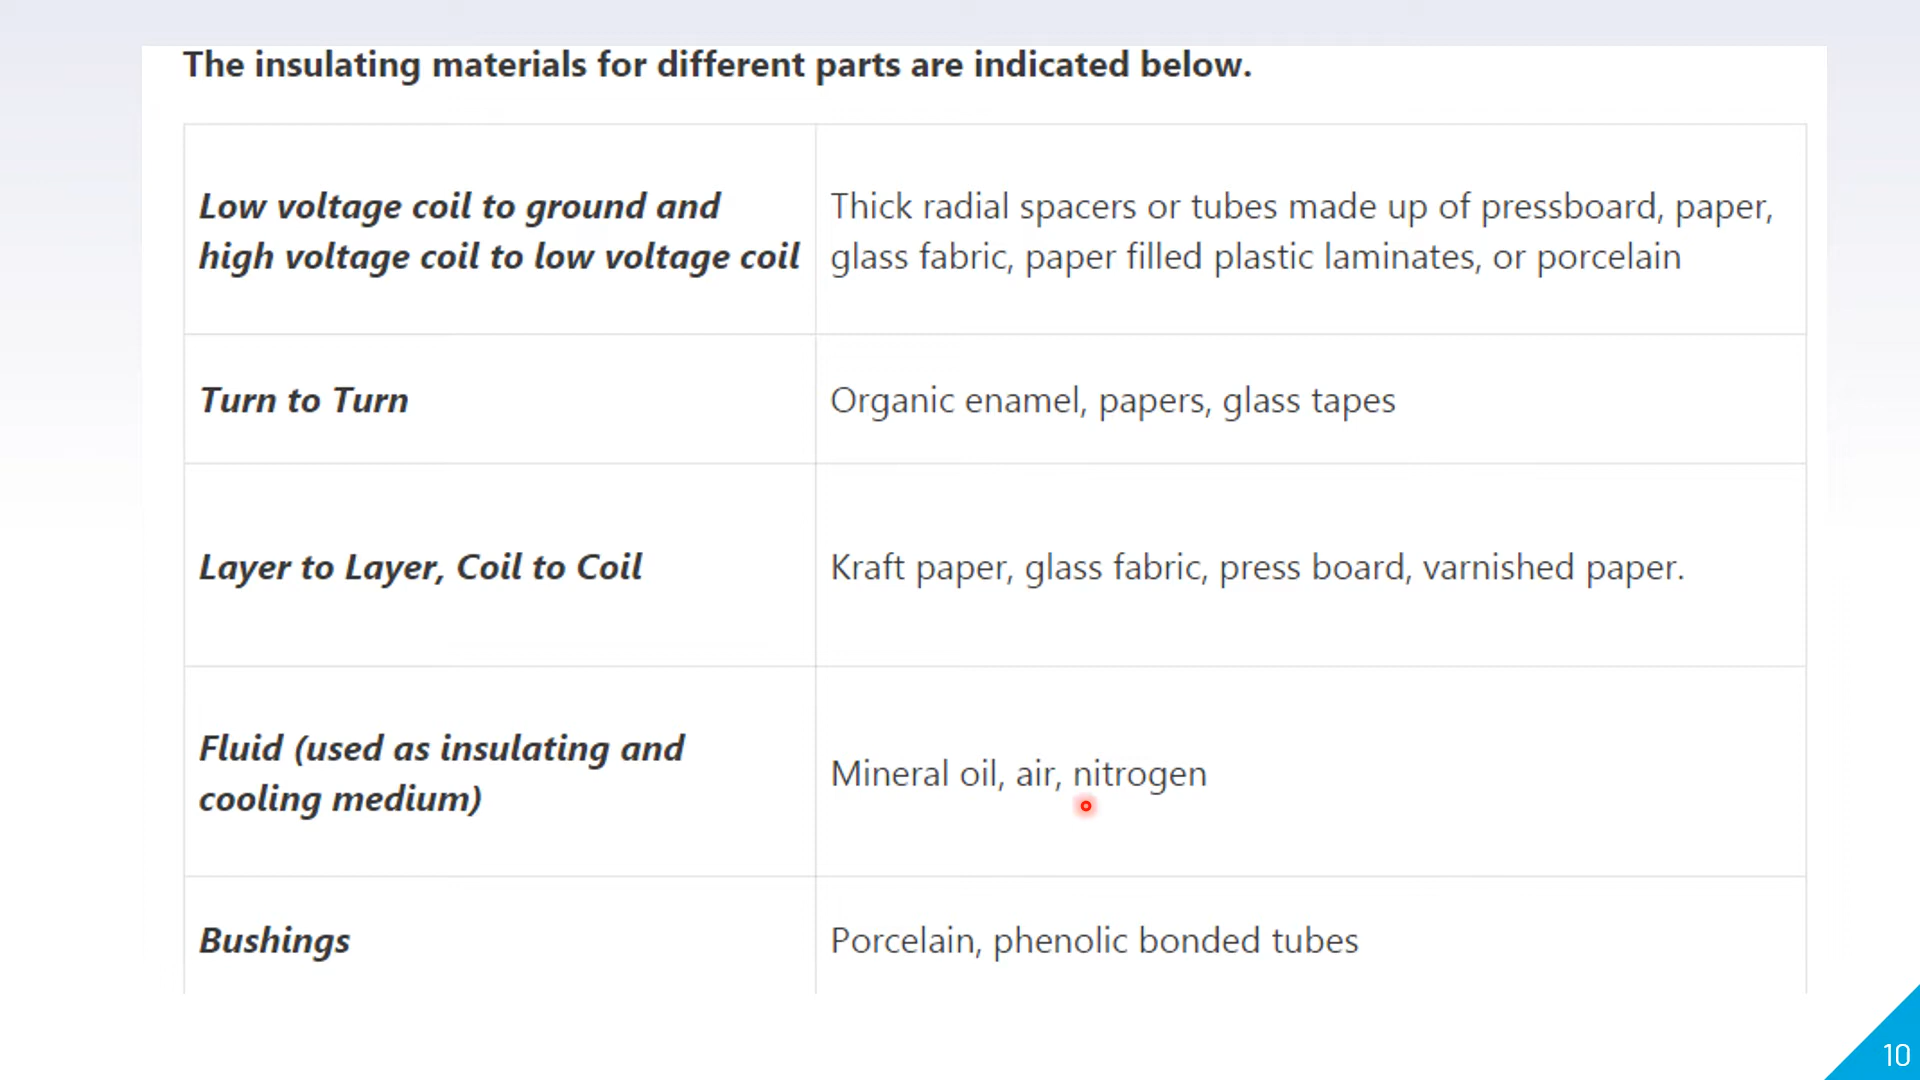 The insulating materials for different parts are indicated below.
Low voltage coil to ground and
high voltage coil to low voltage coil
Thick radial spacers or tubes made up of pressboard, paper,
glass fabric, paper filled plastic laminates, or porcelain
Turn to Turn
Organic enamel, papers, glass tapes
Layer to Layer, Coil to Coil
Kraft paper, glass fabric, press board, varnished paper.
Fluid (used as insulating and
cooling medium)
Mineral oil, air, nitrogen
Bushings
Porcelain, phenolic bonded tubes
10